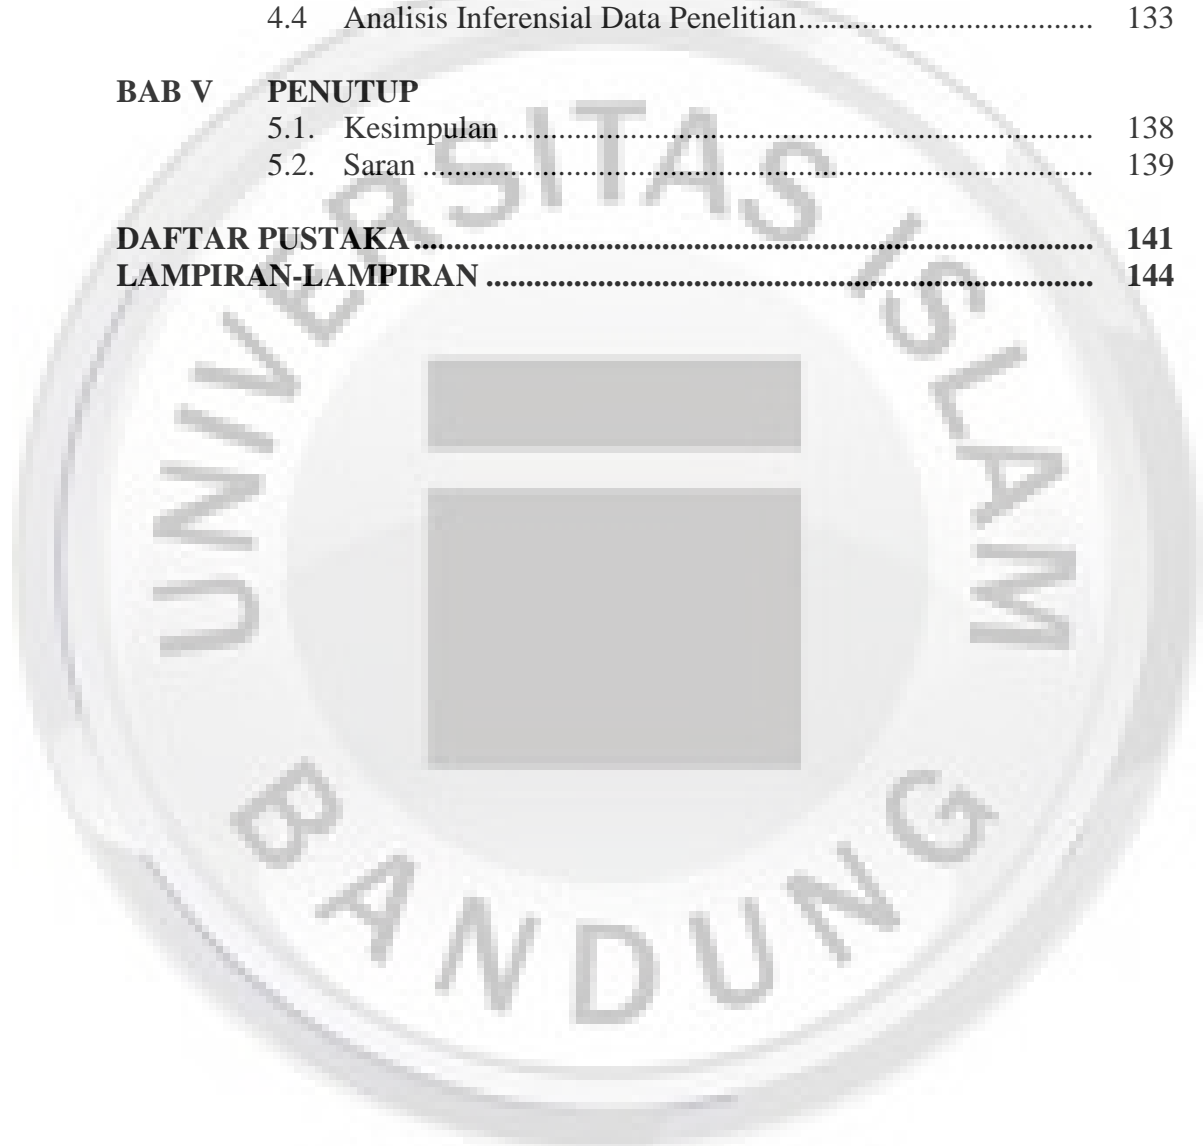 4.4 Analisis Inferensial Data Penelitian..................................... 133
BAB V PENUTUP
5.1. Kesimpulan.......................................................................... 138
5.2. Saran .................................................................................... 139
DAFTAR PUSTAKA..................................................................................... 141
LAMPIRAN-LAMPIRAN ............................................................................ 144
UNIVERSITAS ISLAM
BANDUNG